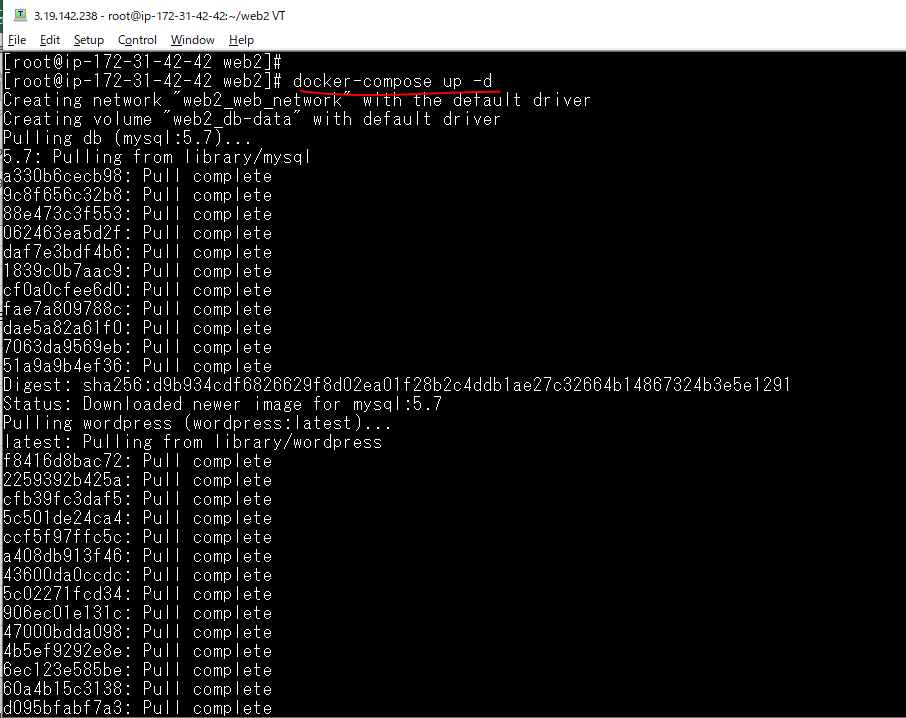 3.19.142.238 - root@ip-172-31-42-42:~/web2 VT
File Edit Setup Control Window Help
[root@ip-172-31-42-42 web2]#
[root@ip-172-31-42-42 web2]# docker-compose up -d
Creating network "web2_web_network" with the default driver
Creating volume "web2_db-data" with default driver
Pulling db (mysql:5.7)...
5.7: Pulling from library/mysql
a330b6cecb98: Pull complete
9c8f656c32b8: Pull complete
88e473c3f553: Pull complete
062463ea5d2f: Pull complete
daf7e3bdf4b6: Pull complete
1839c0b7aac9: Pull complete
cf0a0cfee6d0: Pull complete
fae7a809788c: Pull complete
dae5a82a61f0: Pull complete
7063da9569eb: Pull complete
51a9a9b4ef36: Pull complete
Digest: sha256:d9b934cdf6826629f8d02ea01f28b2c4ddb1ae27c32664b14867324b3e5e1291
Status: Downloaded newer image for mysql:5.7
Pulling wordpress (wordpress:latest)...
latest: Pulling from library/wordpress
f8416d8bac72: Pull complete
2259392b425a: Pull complete
cfb39fc3daf5: Pull complete
5c501de24ca4: Pull complete
ccf5f97ffc5c: Pull complete
a408db913f46: Pull complete
43600da0ccdc: Pull complete
5c02271fcd34: Pull complete
906ec01e131c: Pull complete
47000bdda098: Pull complete
4b5ef9292e8e: Pull complete
6ec123e585be: Pull complete
60a4b15c3138: Pull complete
d095bfabf7a3: Pull complete